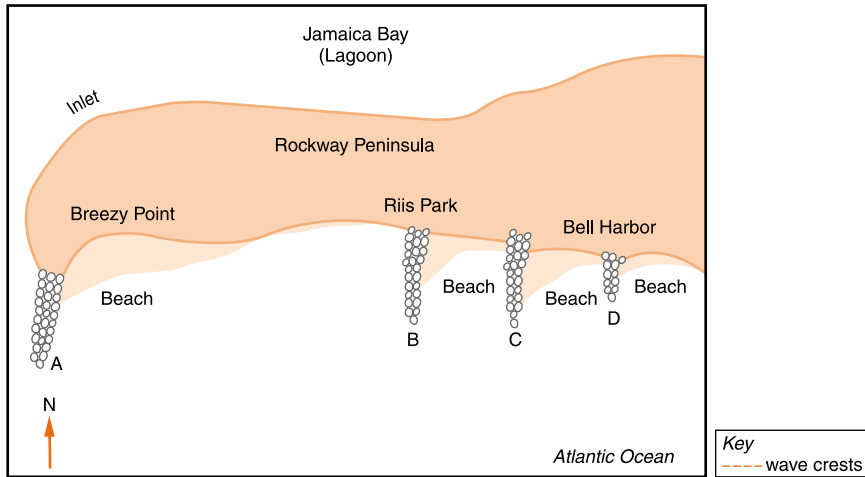 Jamaica Bay
(Lagoon)
Inlet
Rockway Peninsula
Breezy Point
Riis Park
Bell Harbor
Beach
Beach
Beach
Beach
A
B
C
D
N
Atlantic Ocean
Key
wave crests